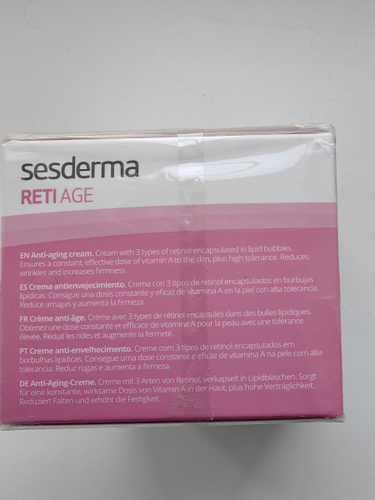 sesderma
RETI AGE
EN Anti-aging cream. Cream with 3 types of retinol encapsulated in lipid bubbles.
Ensures a constant, effective dose of vitamin A to the skin, plus high tolerance. Reduces
wrinkles and increases firmness.
ES Crema antienvejecimiento. Crema con 3 tipos de retinol encapsulados en burbujas
lipídicas. Consigue una dosis constante y eficaz de vitamina A en la piel con alta tolerancia.
Reduce arrugas y aumenta la firmeza.
FR Crème anti-âge. Crème avec 3 types de retinol encapsulés dans des bulles lipidiques.
Obtenez une dose constante et efficace de vitamine A pour la peau avec une tolérance
élevée. Réduit les rides et augmente la fermeté.
PT Creme anti-envelhecimento. Creme com 3 tipos de retinol encapsulados em
borbulhas lipídicas. Consegue uma dose constante e eficaz de vitamina A na pele com alta
tolerância. Reduz rugas e aumenta a firmeza.
DE Anti-Aging-Creme. Creme mit 3 Arten von Retinol, verkapselt in Lipidbläschen. Sorgt
für eine konstante, wirksame Dosis von Vitamin A in der Haut, plus hohe Verträglichkeit.
Reduziert Falten und erhöht die Festigkeit.